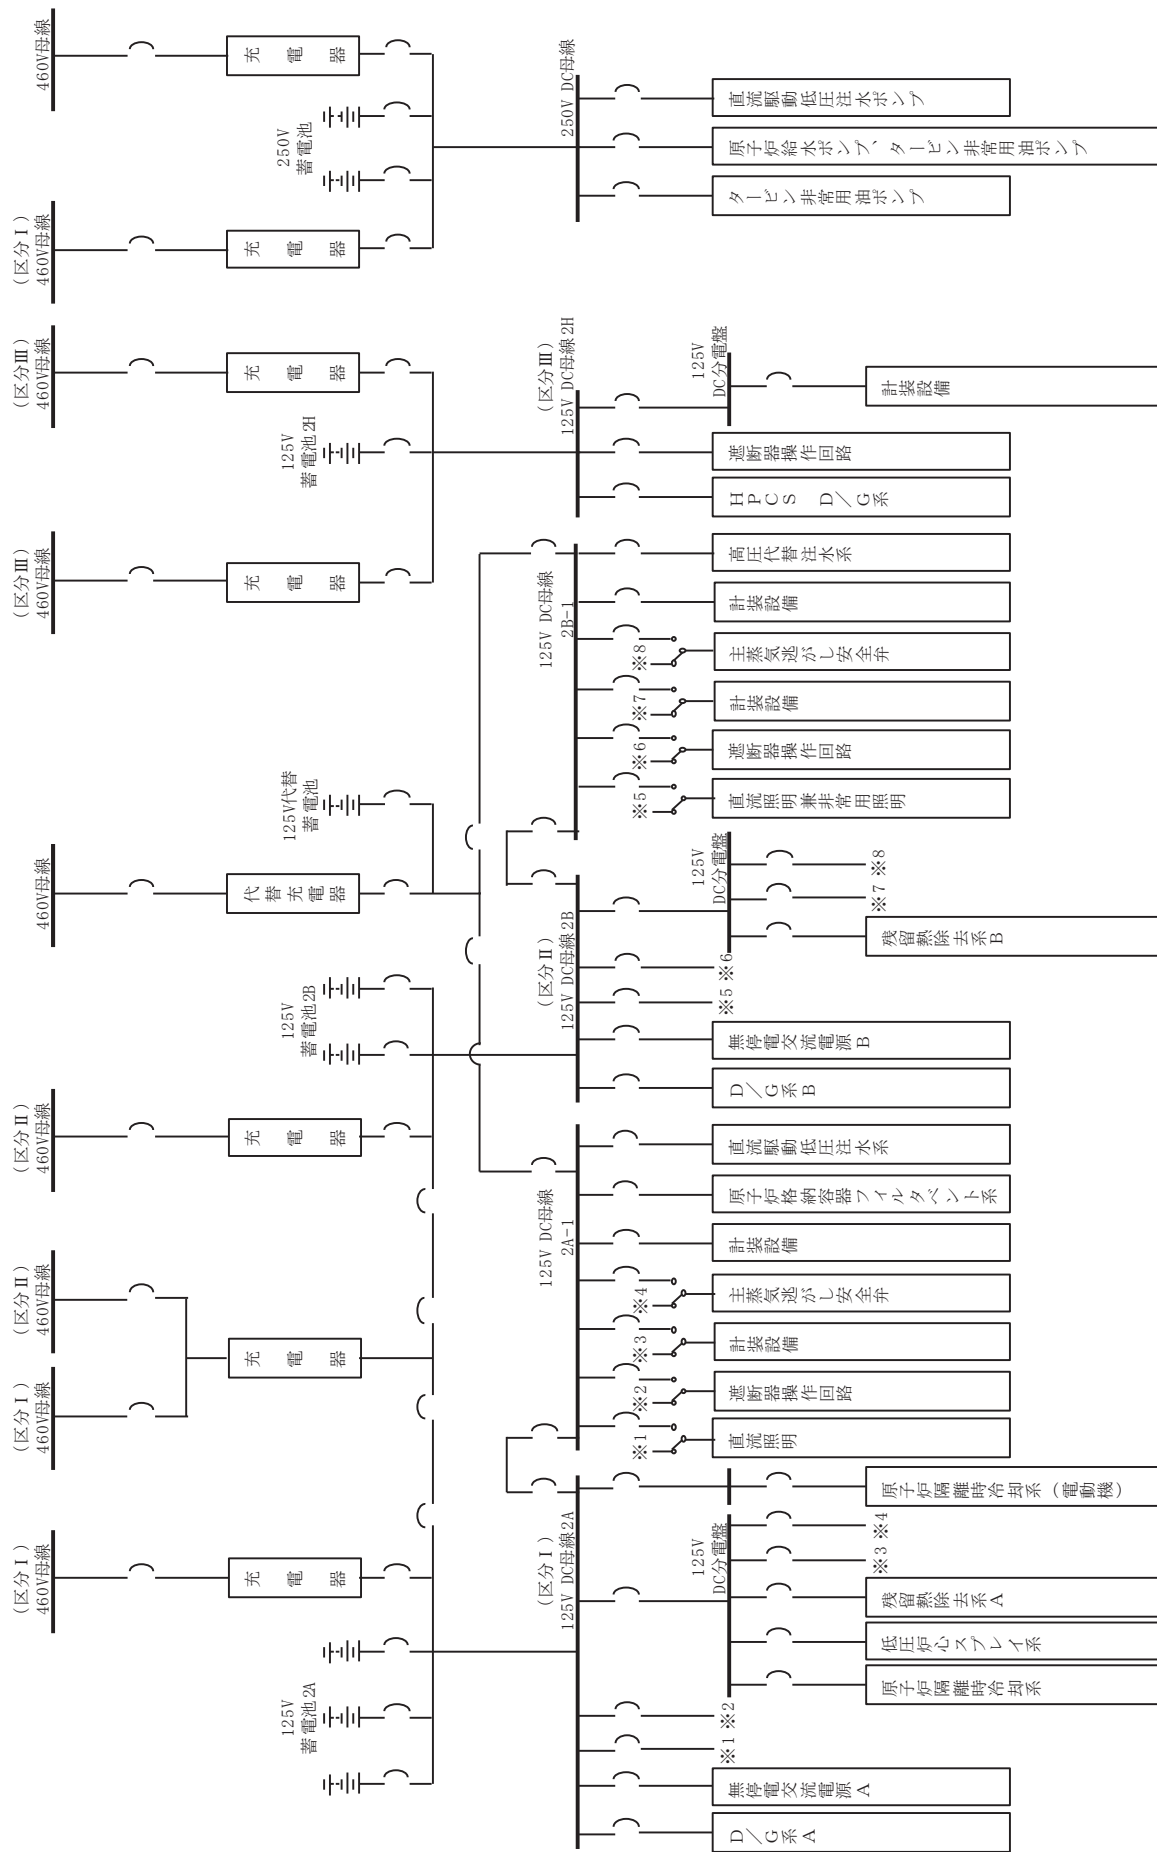 (区分Ⅰ)
460V母線
(区分Ⅰ)
460V母線
(区分Ⅱ)
460V母線
(区分Ⅱ)
460V母線
460V母線
(区分Ⅲ)
460V母線
(区分Ⅲ)
460V母線
(区分Ⅰ)
460V母線
460V母線
充電器
充電器
充電器
代替充電器
充電器
充電器
充電器
充電器
125V
蓄電池2A
125V
蓄電池2B
125V代替
蓄電池
125V
蓄電池2H
250V
蓄電池
(区分Ⅰ)
125V DC母線2A
125V DC母線
2A-1
(区分Ⅱ)
125V DC母線2B
125V DC母線
2B-1
(区分Ⅲ)
125V DC母線2H
250V DC母線
D/G系A
無停電交流電源A
※1
※2
125V
DC分電盤
原子炉隔離時冷却系
低圧炉心スプレイ系
残留熱除去系A
※3
※4
原子炉隔離時冷却系(電動機)
※1
直流照明
※2
遮断器操作回路
※3
計装設備
※4
主蒸気逃がし安全弁
計装設備
原子炉格納容器フィルタベント系
直流駆動低圧注水系
D/G系B
無停電交流電源B
※5
※6
125V
DC分電盤
残留熱除去系B
※7
※8
※5
直流照明兼非常用照明
※6
遮断器操作回路
※7
計装設備
※8
主蒸気逃がし安全弁
計装設備
高圧代替注水系
HPCS D/G系
遮断器操作回路
125V
DC分電盤
計装設備
タービン非常用油ポンプ
原子炉給水ポンプ、タービン非常用油ポンプ
直流駆動低圧注水ポンプ